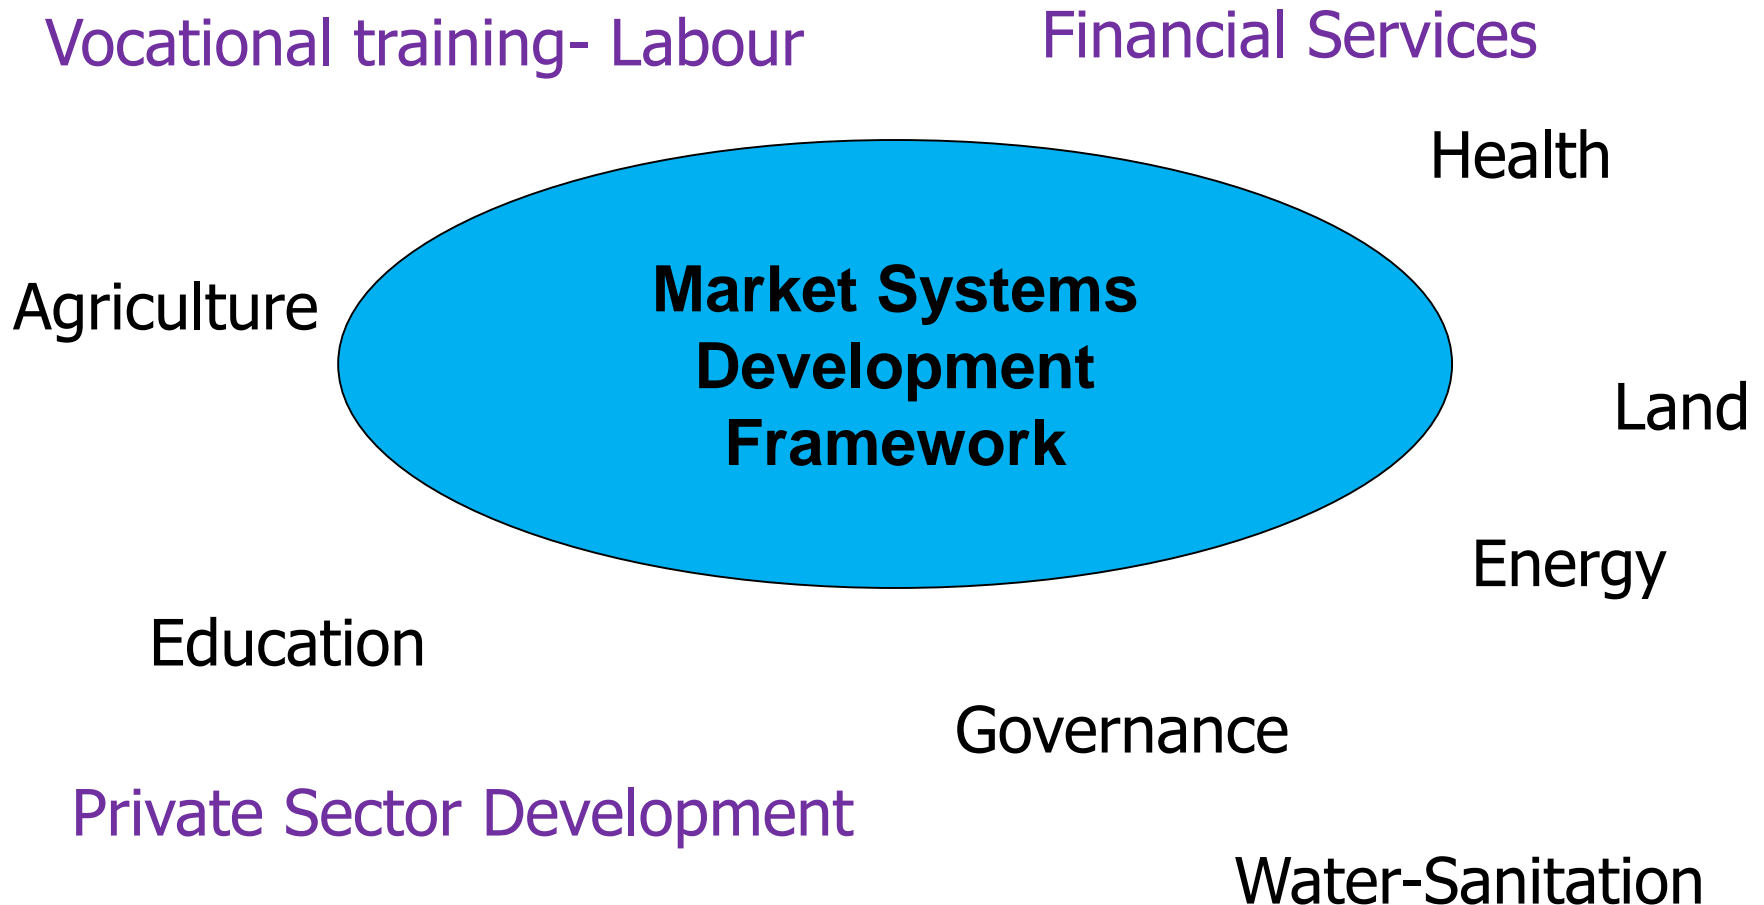 Vocational training- Labour
Financial Services
Health
Agriculture
Market Systems
Development
Framework
Land
Energy
Education
Governance
Private Sector Development
Water-Sanitation